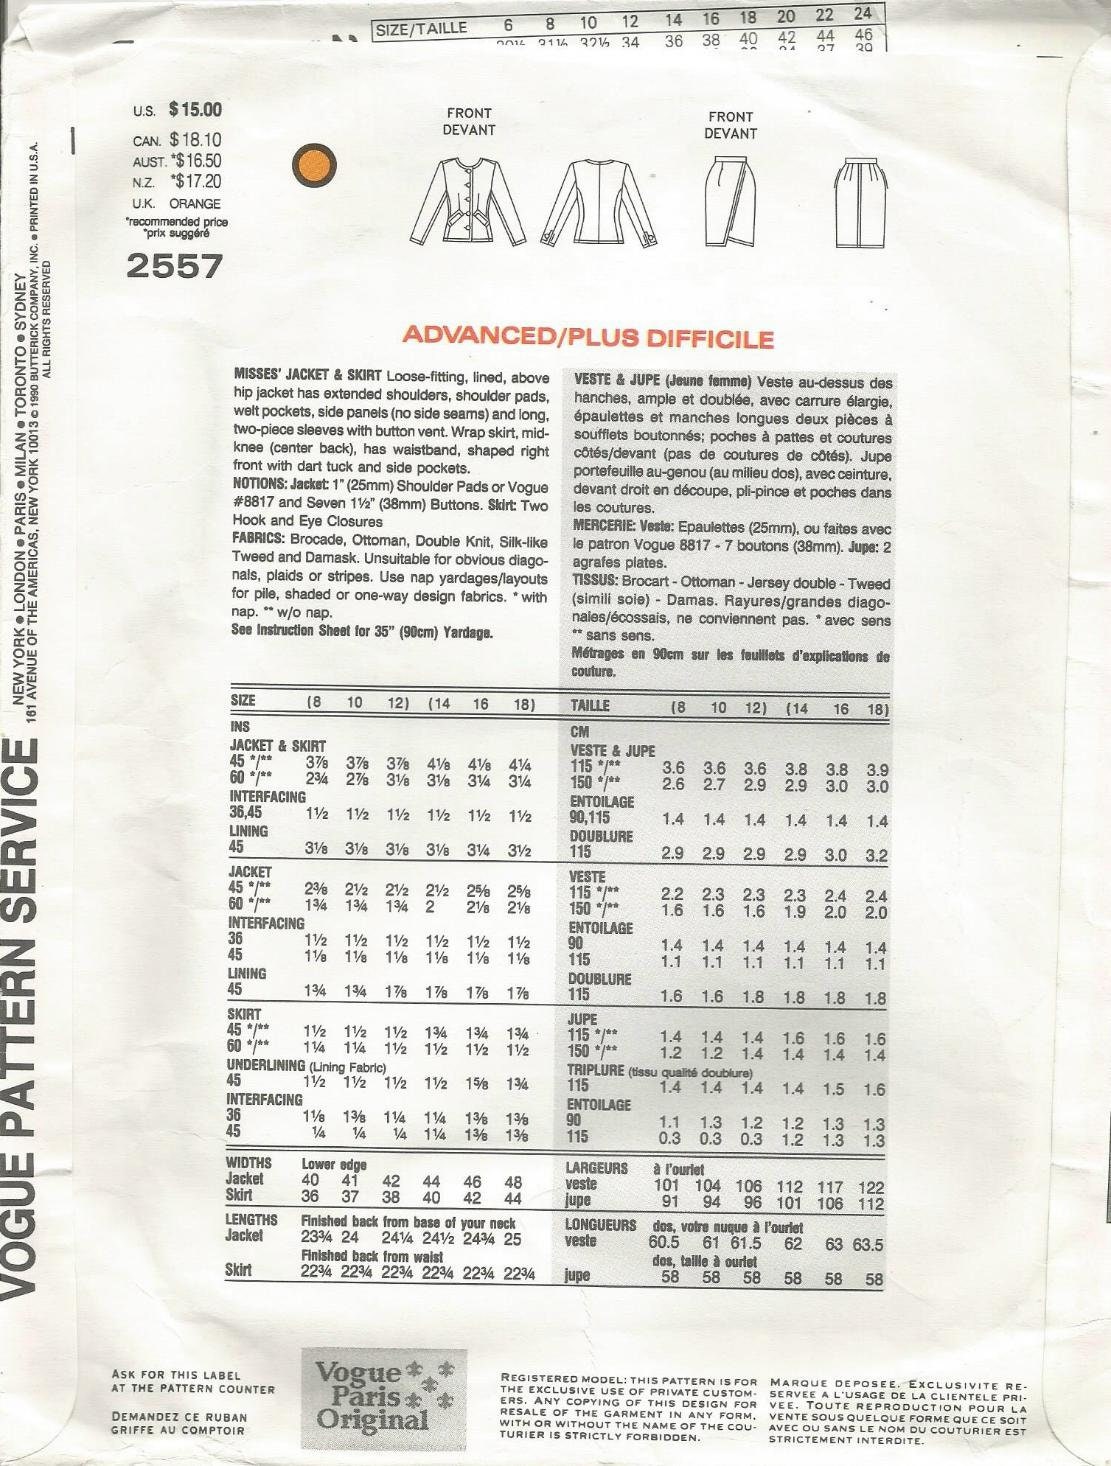 SIZE/TAILLE 6 8 10 12 14 16 18 20 22 24
31½ 32½ 34 36 38 40 42 44 46
U.S. $15.00
CAN. $18.10
AUST. *$16.50
N.Z. *$17.20
U.K. ORANGE
*recommended price
*prix suggéré
2557
FRONT
DEVANT
FRONT
DEVANT
ADVANCED/PLUS DIFFICILE
MISSES' JACKET & SKIRT Loose-fitting, lined, above
hip jacket has extended shoulders, shoulder pads,
welt pockets, side panels (no side seams) and long,
two-piece sleeves with button vent. Wrap skirt, mid-
knee (center back), has waistband, shaped right
front with dart tuck and side pockets.
NOTIONS: Jacket: 1" (25mm) Shoulder Pads or Vogue
#8817 and Seven 1½" (38mm) Buttons. Skirt: Two
Hook and Eye Closures
FABRICS: Brocade, Ottoman, Double Knit, Silk-like
Tweed and Damask. Unsuitable for obvious diago-
nals, plaids or stripes. Use nap yardages/layouts
for pile, shaded or one-way design fabrics. * with
nap. ** w/o nap.
See Instruction Sheet for 35" (90cm) Yardage.
VESTE & JUPE (Jeune femme) Veste au-dessus des
hanches, ample et doublée, avec carrure élargie,
épaulettes et manches longues deux pièces à
soufflets boutonnés; poches à pattes et coutures
côtés/devant (pas de coutures de côtés). Jupe
portefeuille au-genou (au milieu dos), avec ceinture,
devant droit en découpe, pli-pince et poches dans
les coutures.
MERCERIE: Veste: Epaulettes (25mm), ou faites avec
le patron Vogue 8817 - 7 boutons (38mm). Jupe: 2
agrafes plates.
TISSUS: Brocart - Ottoman - Jersey double - Tweed
(simili soie) - Damas. Rayures/grandes diago-
nales/écossais, ne conviennent pas. * avec sens
** sans sens.
Métrages en 90cm sur les feuillets d'explications de
couture.
SIZE (8 10 12) (14 16 18)
INS
JACKET & SKIRT
45 */** 3⅞ 3⅞ 3⅞ 4⅛ 4⅛ 4¼
60 */** 2¾ 2⅞ 3⅛ 3⅛ 3¼ 3¼
INTERFACING
36,45 1½ 1½ 1½ 1½ 1½ 1½
LINING
45 3⅛ 3⅛ 3⅛ 3⅛ 3¼ 3½
JACKET
45 */** 2⅜ 2½ 2½ 2½ 2⅝ 2⅝
60 */** 1¾ 1¾ 1¾ 2 2⅛ 2⅛
INTERFACING
36 1½ 1½ 1½ 1½ 1½ 1½
45 1⅛ 1⅛ 1⅛ 1⅛ 1⅛ 1⅛
LINING
45 1¾ 1¾ 1⅞ 1⅞ 1⅞ 1⅞
SKIRT
45 */** 1½ 1½ 1½ 1¾ 1¾ 1¾
60 */** 1¼ 1¼ 1½ 1½ 1½ 1½
UNDERLINING (Lining Fabric)
45 1½ 1½ 1½ 1½ 1⅝ 1¾
INTERFACING
36 1⅛ 1⅜ 1¼ 1¼ 1⅜ 1⅜
45 ¼ ¼ ¼ 1¼ 1⅜ 1⅜
WIDTHS Lower edge
Jacket 40 41 42 44 46 48
Skirt 36 37 38 40 42 44
LENGTHS Finished back from base of your neck
Jacket 23¾ 24 24¼ 24½ 24¾ 25
Finished back from waist
Skirt 22¾ 22¾ 22¾ 22¾ 22¾ 22¾
TAILLE (8 10 12) (14 16 18)
CM
VESTE & JUPE
115 */** 3.6 3.6 3.6 3.8 3.8 3.9
150 */** 2.6 2.7 2.9 2.9 3.0 3.0
ENTOILAGE
90,115 1.4 1.4 1.4 1.4 1.4 1.4
DOUBLURE
115 2.9 2.9 2.9 2.9 3.0 3.2
VESTE
115 */** 2.2 2.3 2.3 2.3 2.4 2.4
150 */** 1.6 1.6 1.6 1.9 2.0 2.0
ENTOILAGE
90 1.4 1.4 1.4 1.4 1.4 1.4
115 1.1 1.1 1.1 1.1 1.1 1.1
DOUBLURE
115 1.6 1.6 1.8 1.8 1.8 1.8
JUPE
115 */** 1.4 1.4 1.4 1.6 1.6 1.6
150 */** 1.2 1.2 1.4 1.4 1.4 1.4
TRIPLURE (tissu qualité doublure)
115 1.4 1.4 1.4 1.4 1.5 1.6
ENTOILAGE
90 1.1 1.3 1.2 1.2 1.3 1.3
115 0.3 0.3 0.3 1.2 1.3 1.3
LARGEURS à l'ourlet
veste 101 104 106 112 117 122
jupe 91 94 96 101 106 112
LONGUEURS dos, votre nuque à l'ourlet
veste 60.5 61 61.5 62 63 63.5
dos, taille à ourlet
jupe 58 58 58 58 58 58
VOGUE PATTERN SERVICE
NEW YORK ● LONDON ● PARIS ● MILAN ● TORONTO ● SYDNEY
161 AVENUE OF THE AMERICAS, NEW YORK 10013 © 1990 BUTTERICK COMPANY, INC. ● PRINTED IN U.S.A.
ALL RIGHTS RESERVED
ASK FOR THIS LABEL
AT THE PATTERN COUNTER
DEMANDEZ CE RUBAN
GRIFFE AU COMPTOIR
Vogue
Paris
Original
REGISTERED MODEL: THIS PATTERN IS FOR
THE EXCLUSIVE USE OF PRIVATE CUSTOM-
ERS. ANY COPYING OF THIS DESIGN FOR
RESALE OF THE GARMENT IN ANY FORM,
WITH OR WITHOUT THE NAME OF THE COU-
TURIER IS STRICTLY FORBIDDEN.
MARQUE DEPOSEE. EXCLUSIVITE RE-
SERVEE A L'USAGE DE LA CLIENTELE PRI-
VEE. TOUTE REPRODUCTION POUR LA
VENTE SOUS QUELQUE FORME QUE CE SOIT
AVEC OU SANS LE NOM DU COUTURIER EST
STRICTEMENT INTERDITE.